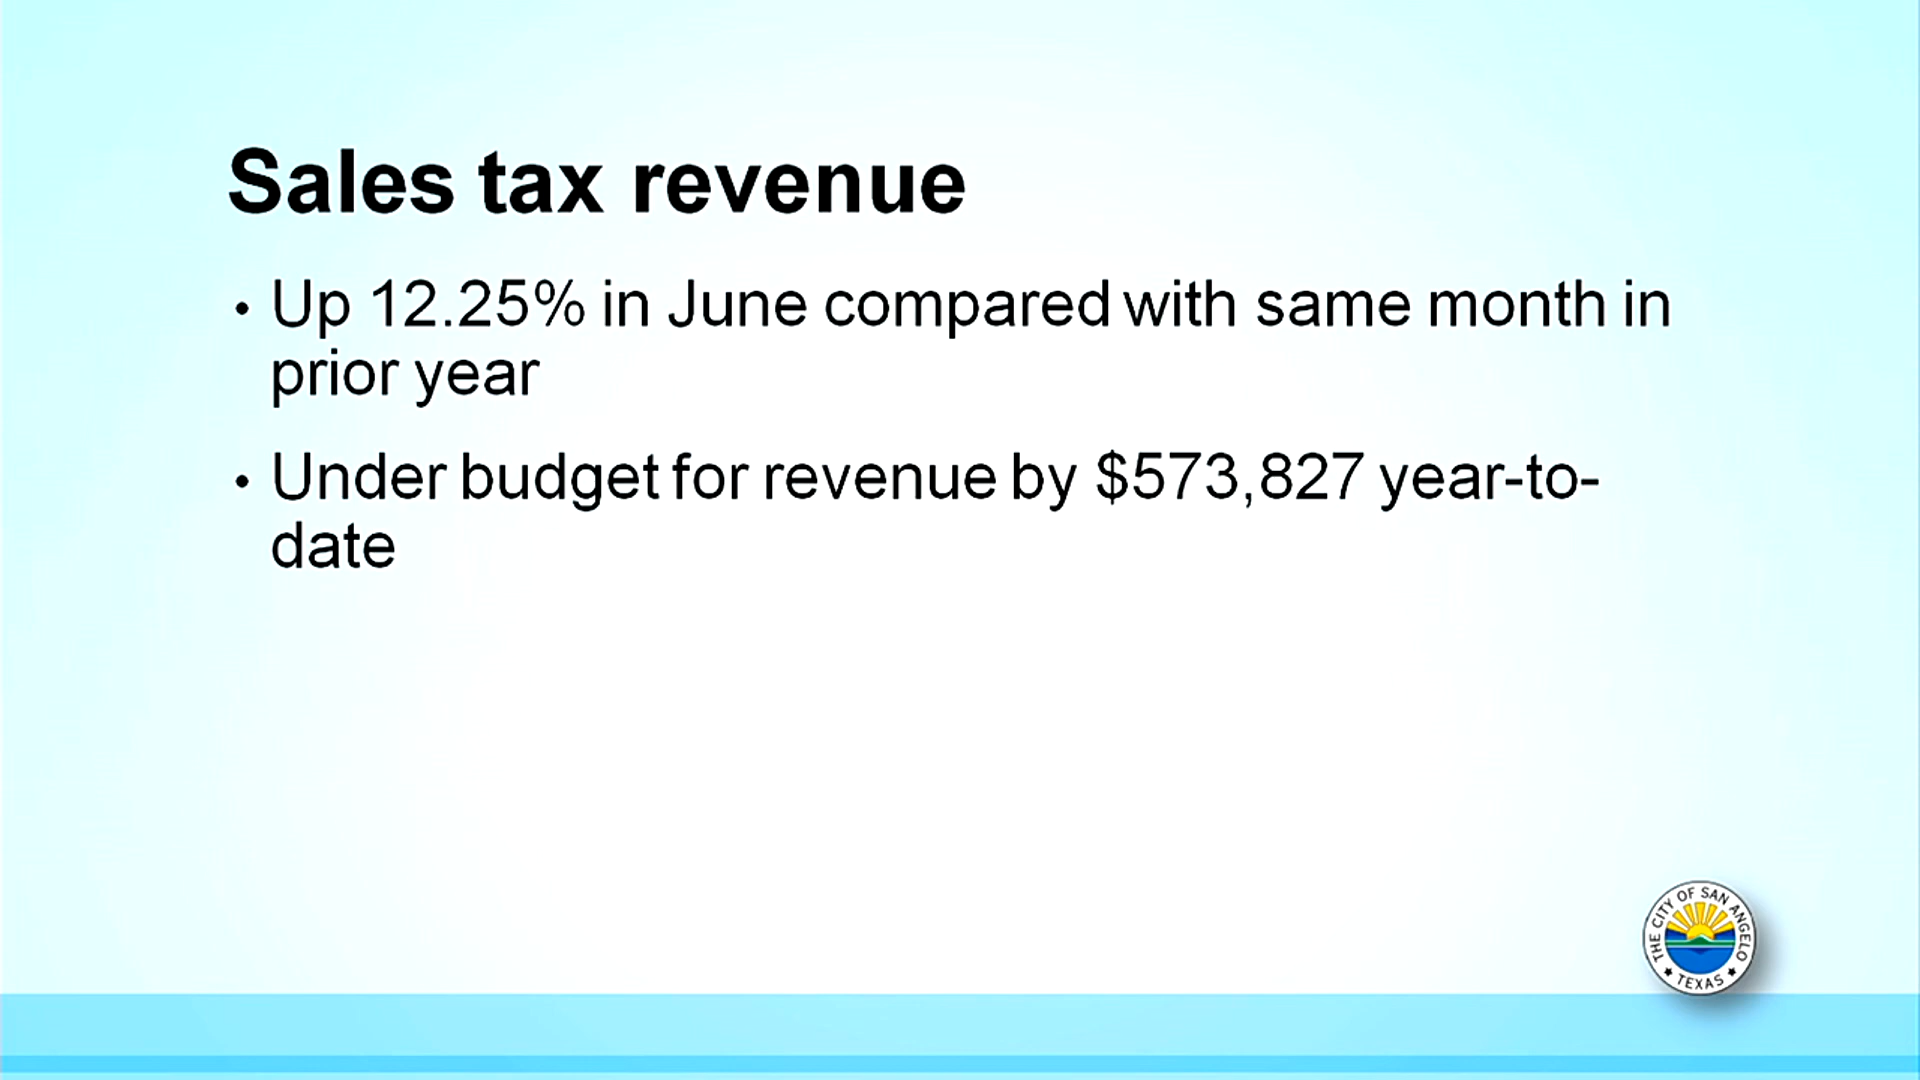 Sales tax revenue
• Up 12.25% in June compared with same month in
prior year
• Under budget for revenue by $573,827 year-to-
date
THE CITY OF SAN ANGELO
★ TEXAS ★